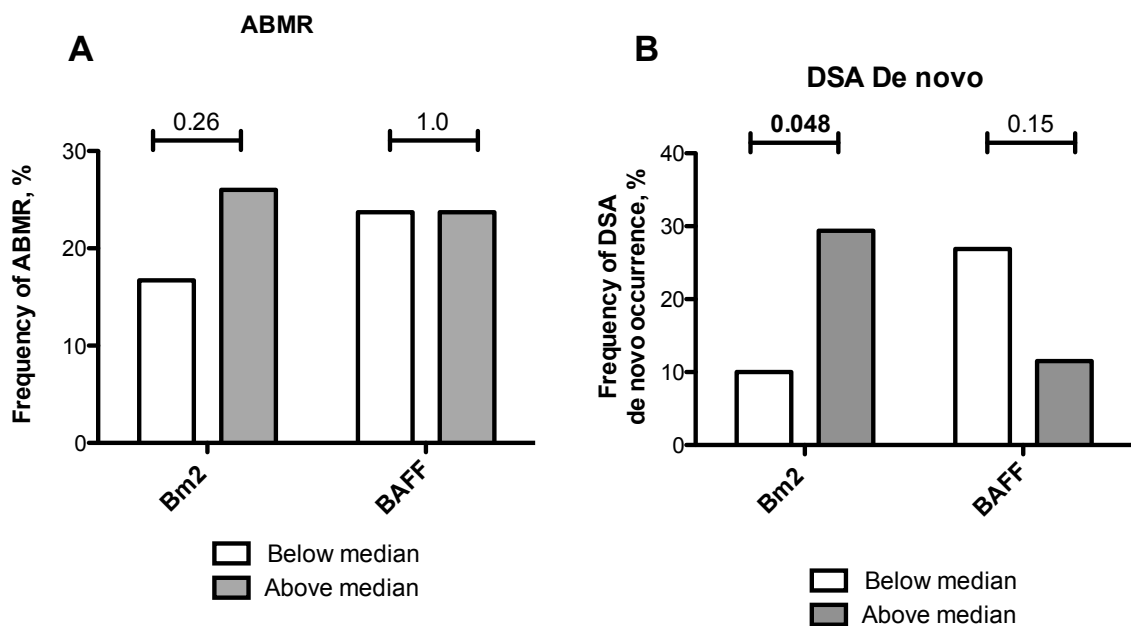 ABMR
A
0.26
1.0
30
20
10
0
Frequency of ABMR, %
Bm2
BAFF
Below median
Above median
B
DSA De novo
0.048
0.15
40
30
20
10
0
Frequency of DSA
de novo occurrence, %
Bm2
BAFF
Below median
Above median